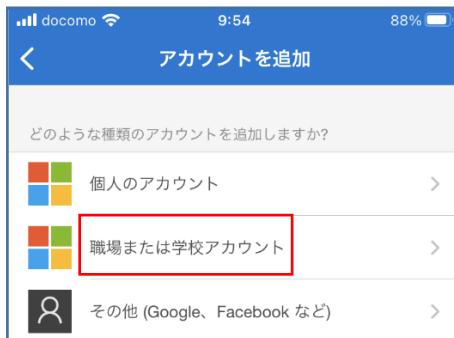 docomo 9:54 88%
アカウントを追加
どのような種類のアカウントを追加しますか?
個人のアカウント
職場または学校アカウント
その他 (Google、Facebook など)